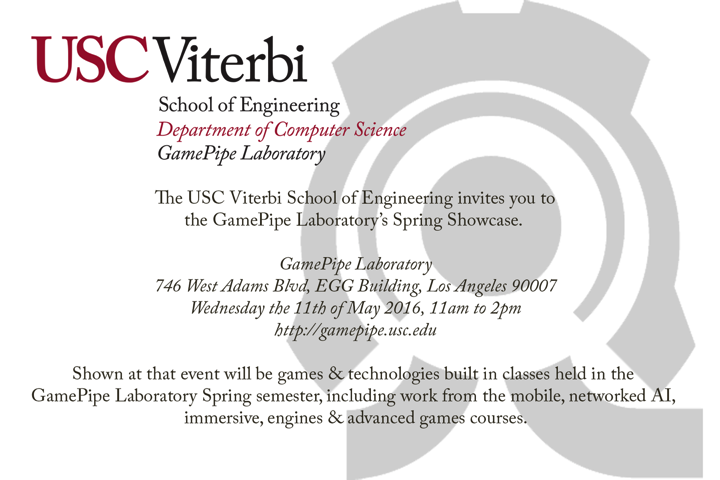 USC Viterbi
School of Engineering
Department of Computer Science
GamePipe Laboratory
The USC Viterbi School of Engineering invites you to
the GamePipe Laboratory's Spring Showcase.
GamePipe Laboratory
746 West Adams Blvd, EGG Building, Los Angeles 90007
Wednesday the 11th of May 2016, 11am to 2pm
http://gamepipe.usc.edu
Shown at that event will be games & technologies built in classes held in the
GamePipe Laboratory Spring semester, including work from the mobile, networked AI,
immersive, engines & advanced games courses.